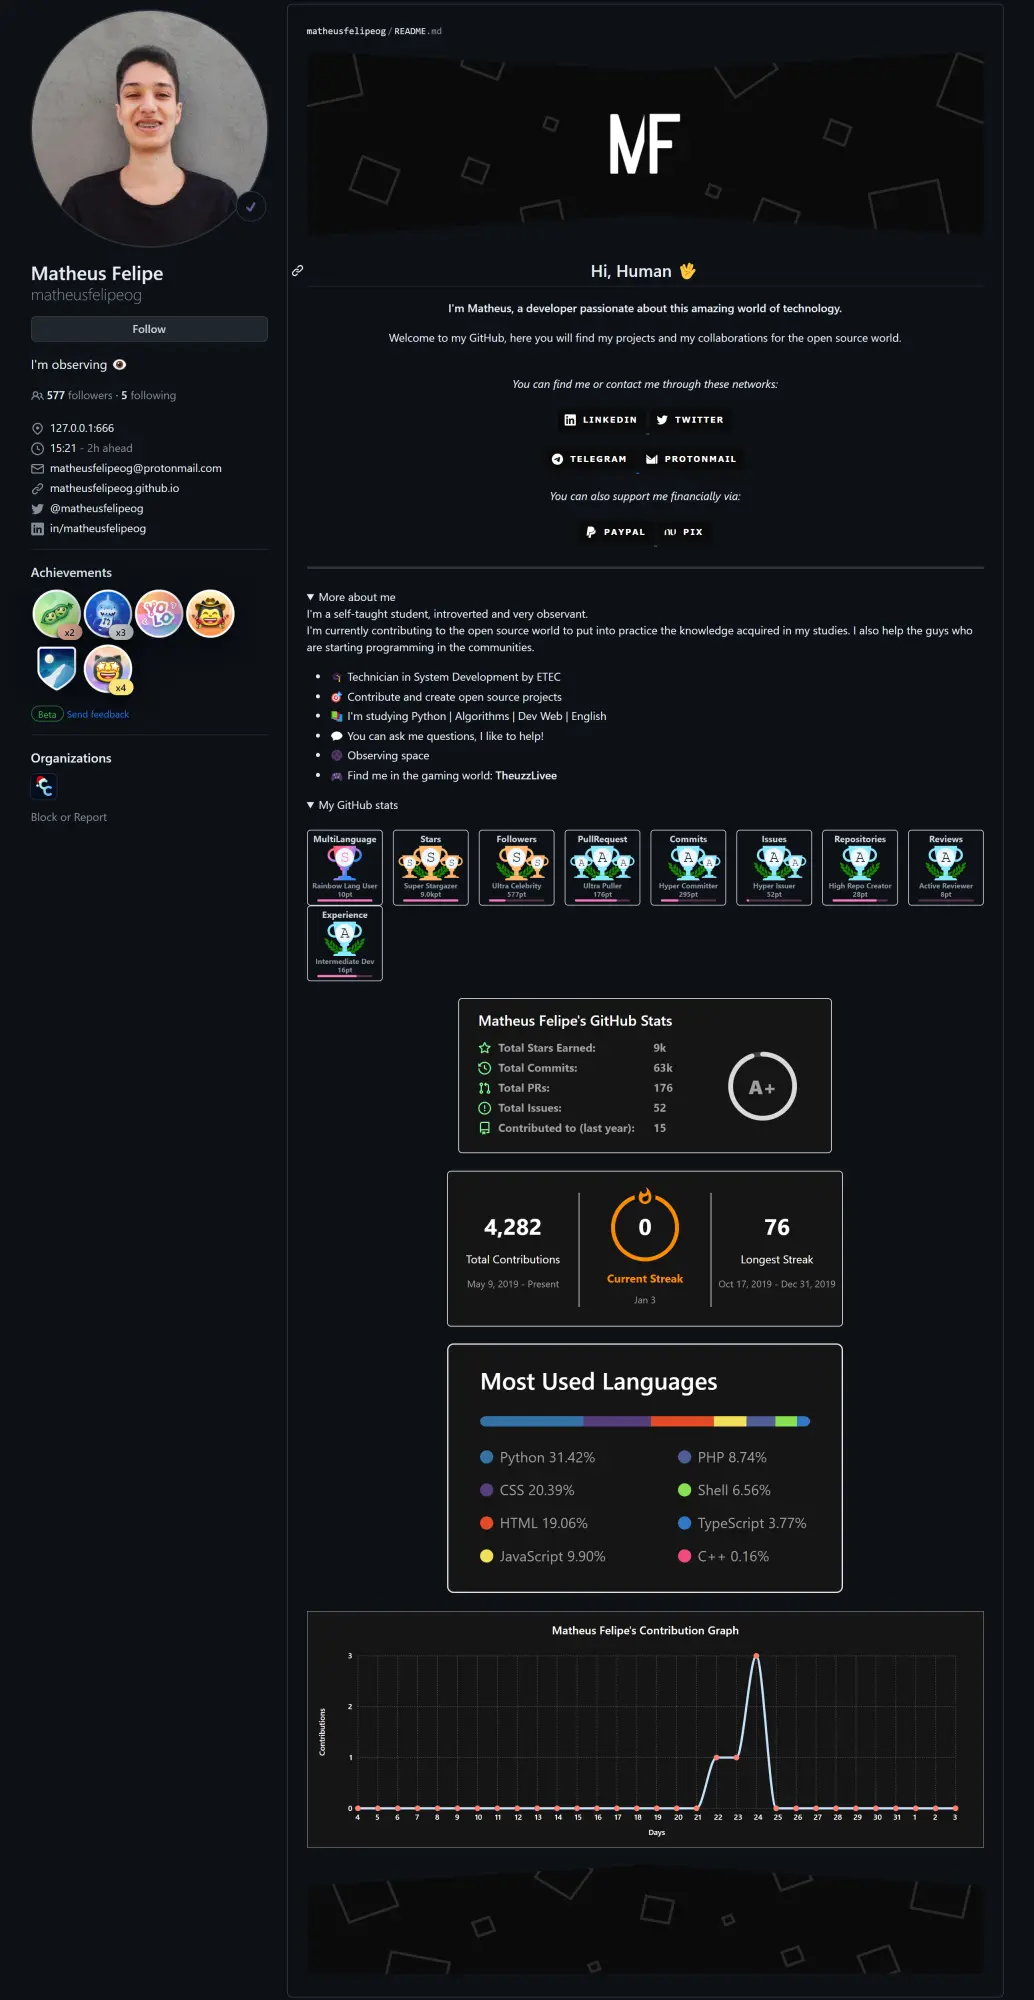 Matheus Felipe
matheusfelipeog
Follow
I'm observing 👁️
577 followers · 5 following
127.0.0.1:666
15:21 - 2h ahead
matheusfelipeog@protonmail.com
matheusfelipeog.github.io
@matheusfelipeog
in/matheusfelipeog
Achievements
x2
x3
YOLO
x4
Beta Send feedback
Organizations
Block or Report
matheusfelipeog/README.md
MF
Hi, Human 🖖
I'm Matheus, a developer passionate about this amazing world of technology.
Welcome to my GitHub, here you will find my projects and my collaborations for the open source world.
You can find me or contact me through these networks:
LINKEDIN TWITTER
TELEGRAM PROTONMAIL
You can also support me financially via:
PAYPAL PIX
▼ More about me
I'm a self-taught student, introverted and very observant.
I'm currently contributing to the open source world to put into practice the knowledge acquired in my studies. I also help the guys who
are starting programming in the communities.
• Technician in System Development by ETEC
• 🎯 Contribute and create open source projects
• 📚 I'm studying Python | Algorithms | Dev Web | English
• 💬 You can ask me questions, I like to help!
• Observing space
• 🎮 Find me in the gaming world: TheuzzLivee
▼ My GitHub stats
MultiLanguage
S
Rainbow Lang User
10pt
Stars
S S S
Super Stargazer
9.0kpt
Followers
S S
Ultra Celebrity
577pt
PullRequest
A A A
Ultra Puller
176pt
Commits
A A
Hyper Committer
295pt
Issues
A A
Hyper Issuer
52pt
Repositories
A
High Repo Creator
28pt
Reviews
A
Active Reviewer
8pt
Experience
A
Intermediate Dev
16pt
Matheus Felipe's GitHub Stats
Total Stars Earned: 9k
Total Commits: 63k
Total PRs: 176
Total Issues: 52
Contributed to (last year): 15
A+
4,282
Total Contributions
May 9, 2019 - Present
0
Current Streak
Jan 3
76
Longest Streak
Oct 17, 2019 - Dec 31, 2019
Most Used Languages
Python 31.42%
CSS 20.39%
HTML 19.06%
JavaScript 9.90%
PHP 8.74%
Shell 6.56%
TypeScript 3.77%
C++ 0.16%
Matheus Felipe's Contribution Graph
Contributions
3
2
1
0
4 5 6 7 8 9 10 11 12 13 14 15 16 17 18 19 20 21 22 23 24 25 26 27 28 29 30 31 1 2 3
Days